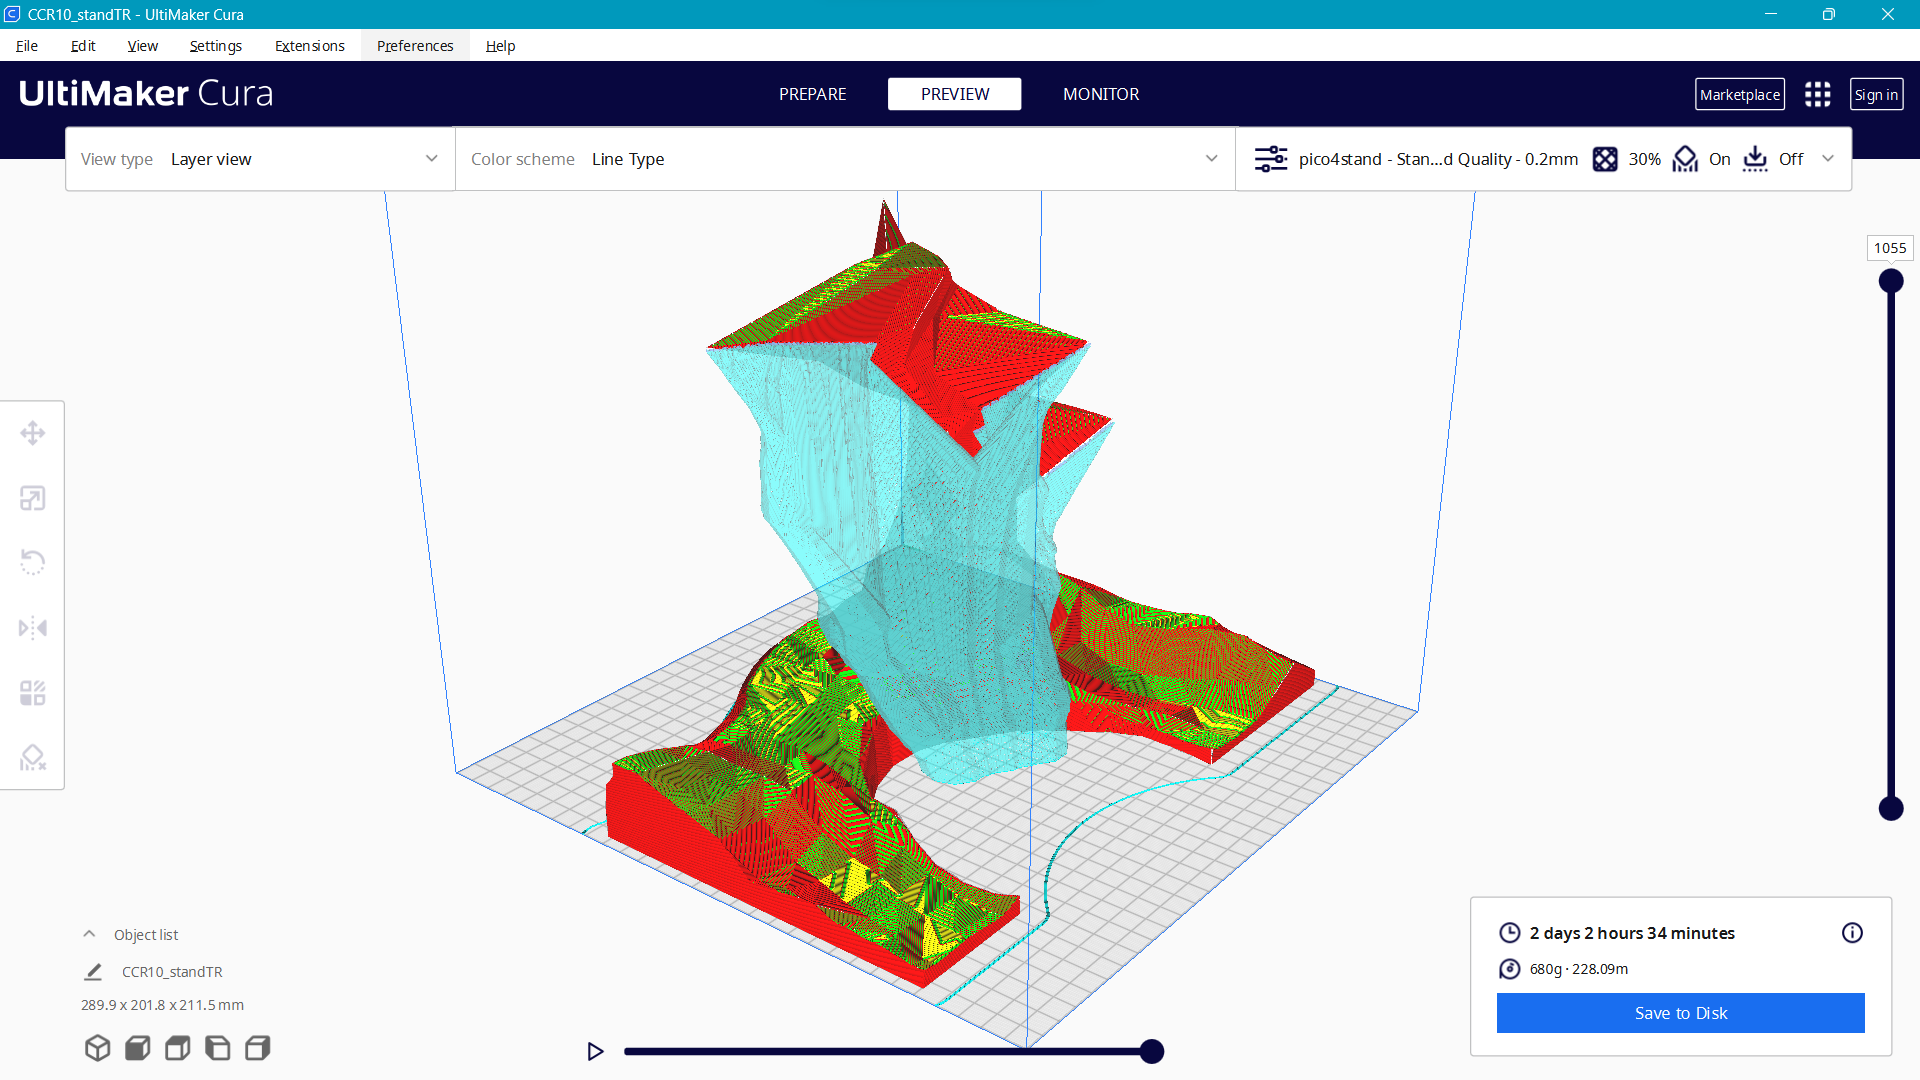 CCR10_standTR - UltiMaker Cura
File Edit View Settings Extensions Preferences Help
UltiMaker Cura
PREPARE PREVIEW MONITOR
Marketplace Sign in
View type Layer view
Color scheme Line Type
pico4stand - Stan...d Quality - 0.2mm 30% On Off
1055
Object list
CCR10_standTR
289.9 x 201.8 x 211.5 mm
2 days 2 hours 34 minutes
680g · 228.09m
Save to Disk